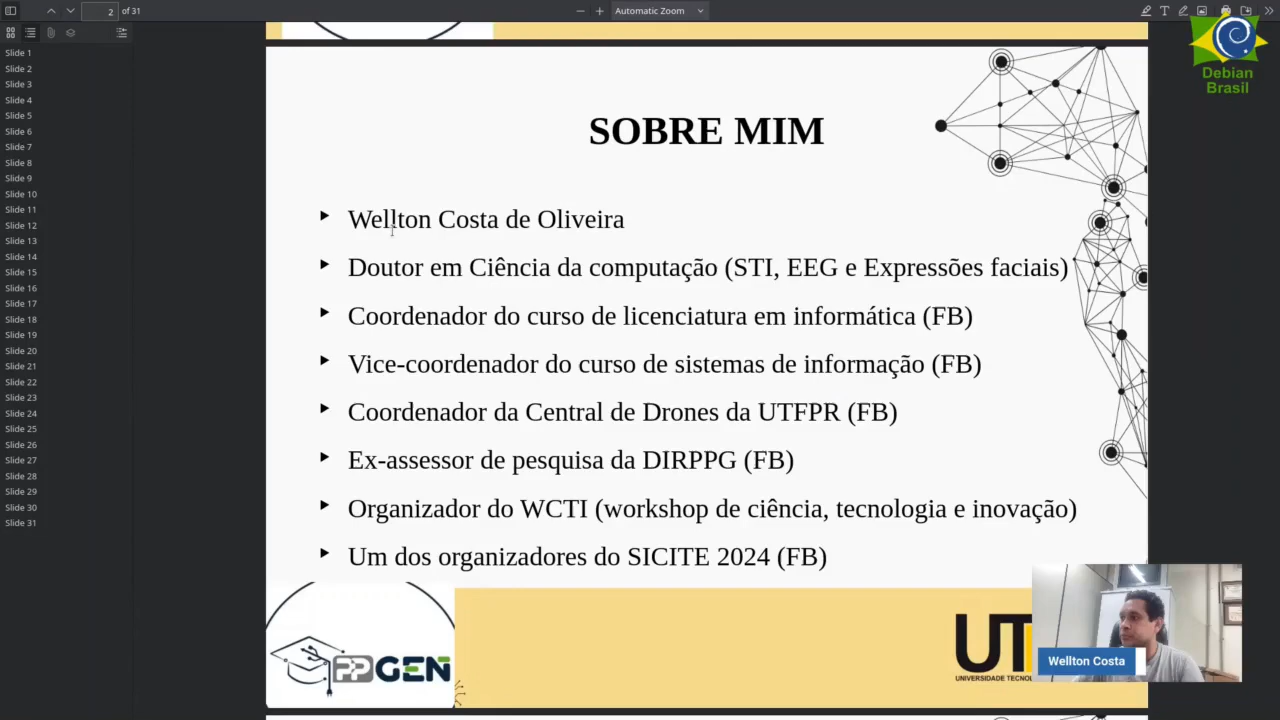 2 of 31
Automatic Zoom
Slide 1
Slide 2
Slide 3
Slide 4
Slide 5
Slide 6
Slide 7
Slide 8
Slide 9
Slide 10
Slide 11
Slide 12
Slide 13
Slide 14
Slide 15
Slide 16
Slide 17
Slide 18
Slide 19
Slide 20
Slide 21
Slide 22
Slide 23
Slide 24
Slide 25
Slide 26
Slide 27
Slide 28
Slide 29
Slide 30
Slide 31
Debian
Brasil
SOBRE MIM
Wellton Costa de Oliveira
Doutor em Ciência da computação (STI, EEG e Expressões faciais)
Coordenador do curso de licenciatura em informática (FB)
Vice-coordenador do curso de sistemas de informação (FB)
Coordenador da Central de Drones da UTFPR (FB)
Ex-assessor de pesquisa da DIRPPG (FB)
Organizador do WCTI (workshop de ciência, tecnologia e inovação)
Um dos organizadores do SICITE 2024 (FB)
PPGEN
UT
UNIVERSIDADE TECNOL
Wellton Costa